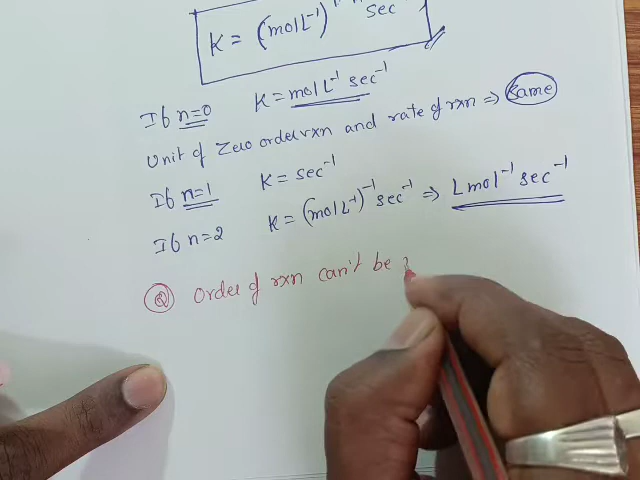 K = (mol L⁻¹) sec
If n=0 K = mol L⁻¹ sec⁻¹
Unit of Zero order rxn and rate of rxn ⇒ Same
If n=1 K = sec⁻¹
If n=2 K = (mol L⁻¹)⁻¹ sec⁻¹ ⇒ L mol⁻¹ sec⁻¹
Q Order of rxn can't be